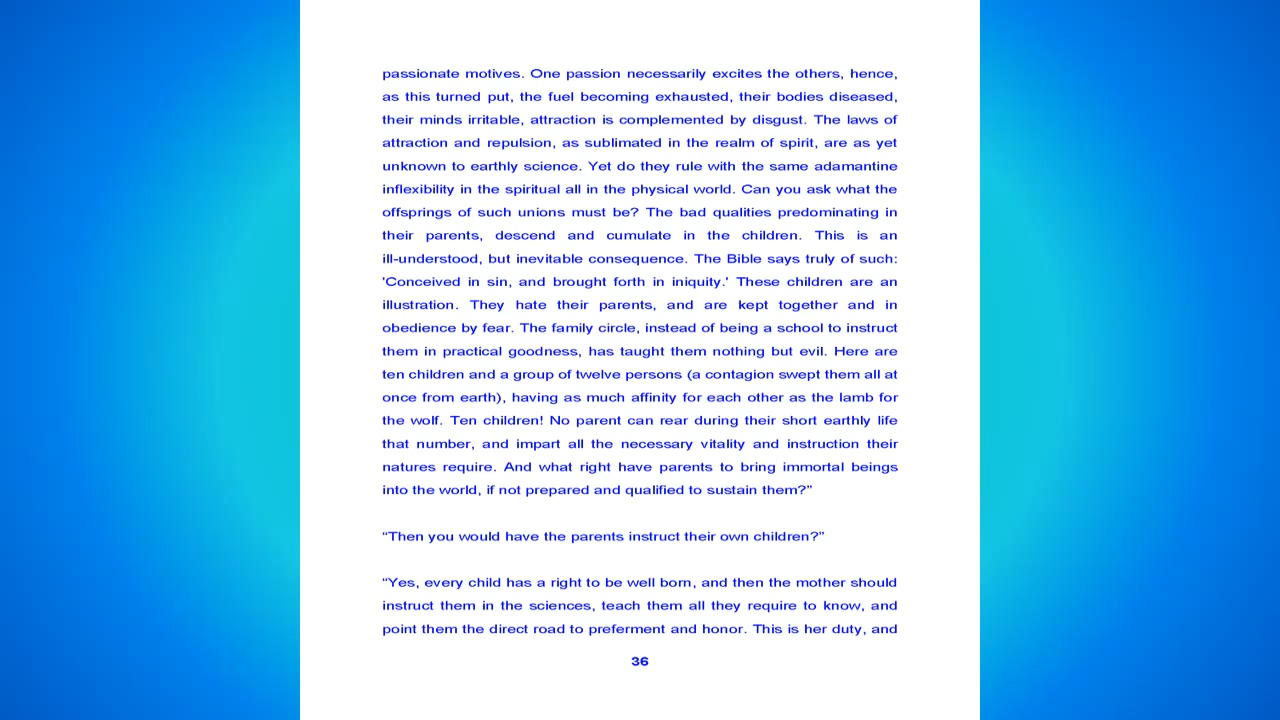 passionate motives. One passion necessarily excites the others, hence,
as this turned put, the fuel becoming exhausted, their bodies diseased,
their minds irritable, attraction is complemented by disgust. The laws of
attraction and repulsion, as sublimated in the realm of spirit, are as yet
unknown to earthly science. Yet do they rule with the same adamantine
inflexibility in the spiritual all in the physical world. Can you ask what the
offsprings of such unions must be? The bad qualities predominating in
their parents, descend and cumulate in the children. This is an
ill-understood, but inevitable consequence. The Bible says truly of such:
'Conceived in sin, and brought forth in iniquity.' These children are an
illustration. They hate their parents, and are kept together and in
obedience by fear. The family circle, instead of being a school to instruct
them in practical goodness, has taught them nothing but evil. Here are
ten children and a group of twelve persons (a contagion swept them all at
once from earth), having as much affinity for each other as the lamb for
the wolf. Ten children! No parent can rear during their short earthly life
that number, and impart all the necessary vitality and instruction their
natures require. And what right have parents to bring immortal beings
into the world, if not prepared and qualified to sustain them?”
“Then you would have the parents instruct their own children?”
“Yes, every child has a right to be well born, and then the mother should
instruct them in the sciences, teach them all they require to know, and
point them the direct road to preferment and honor. This is her duty, and
36